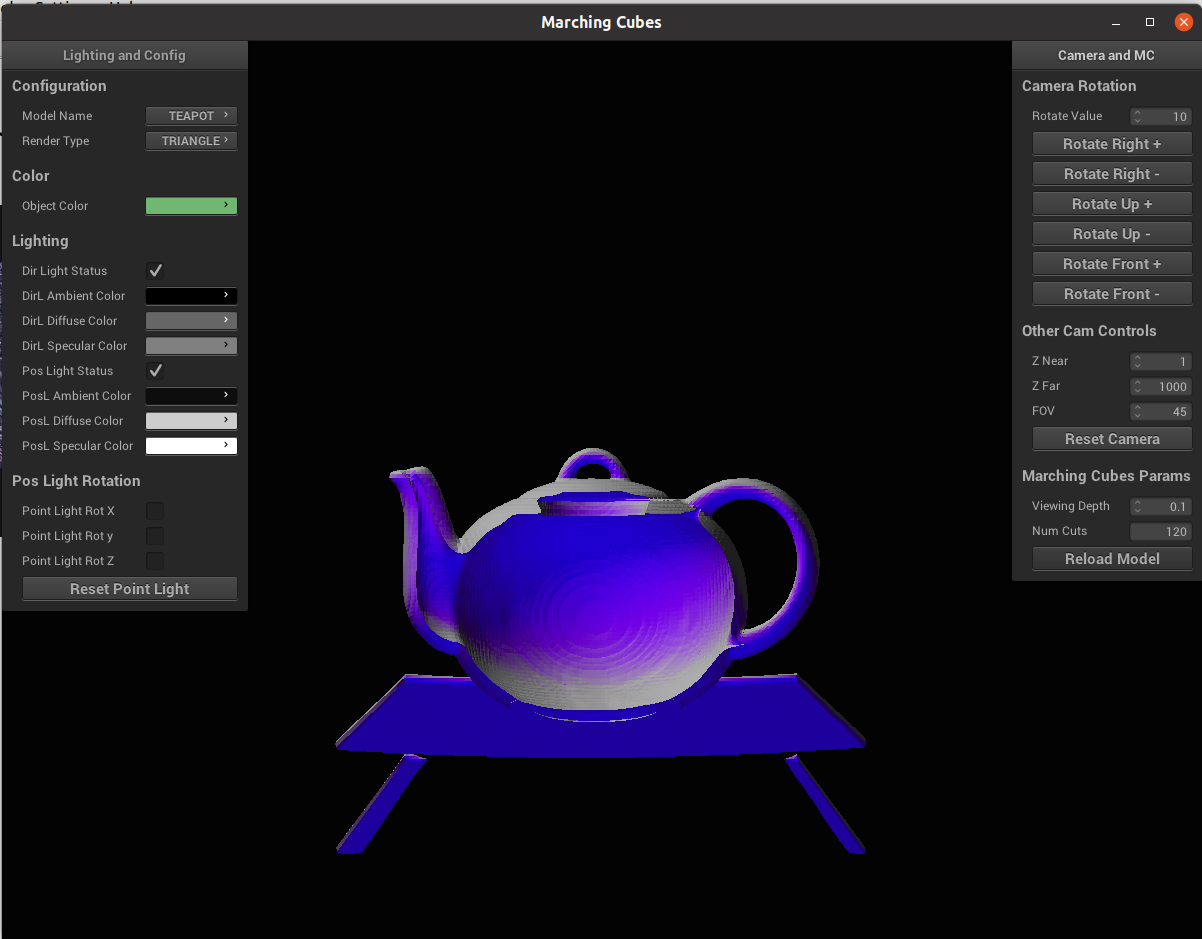 Marching Cubes
Lighting and Config
Configuration
Model Name TEAPOT
Render Type TRIANGLE
Color
Object Color
Lighting
Dir Light Status
DirL Ambient Color
DirL Diffuse Color
DirL Specular Color
Pos Light Status
PosL Ambient Color
PosL Diffuse Color
PosL Specular Color
Pos Light Rotation
Point Light Rot X
Point Light Rot y
Point Light Rot Z
Reset Point Light
Camera and MC
Camera Rotation
Rotate Value 10
Rotate Right +
Rotate Right -
Rotate Up +
Rotate Up -
Rotate Front +
Rotate Front -
Other Cam Controls
Z Near 1
Z Far 1000
FOV 45
Reset Camera
Marching Cubes Params
Viewing Depth 0.1
Num Cuts 120
Reload Model